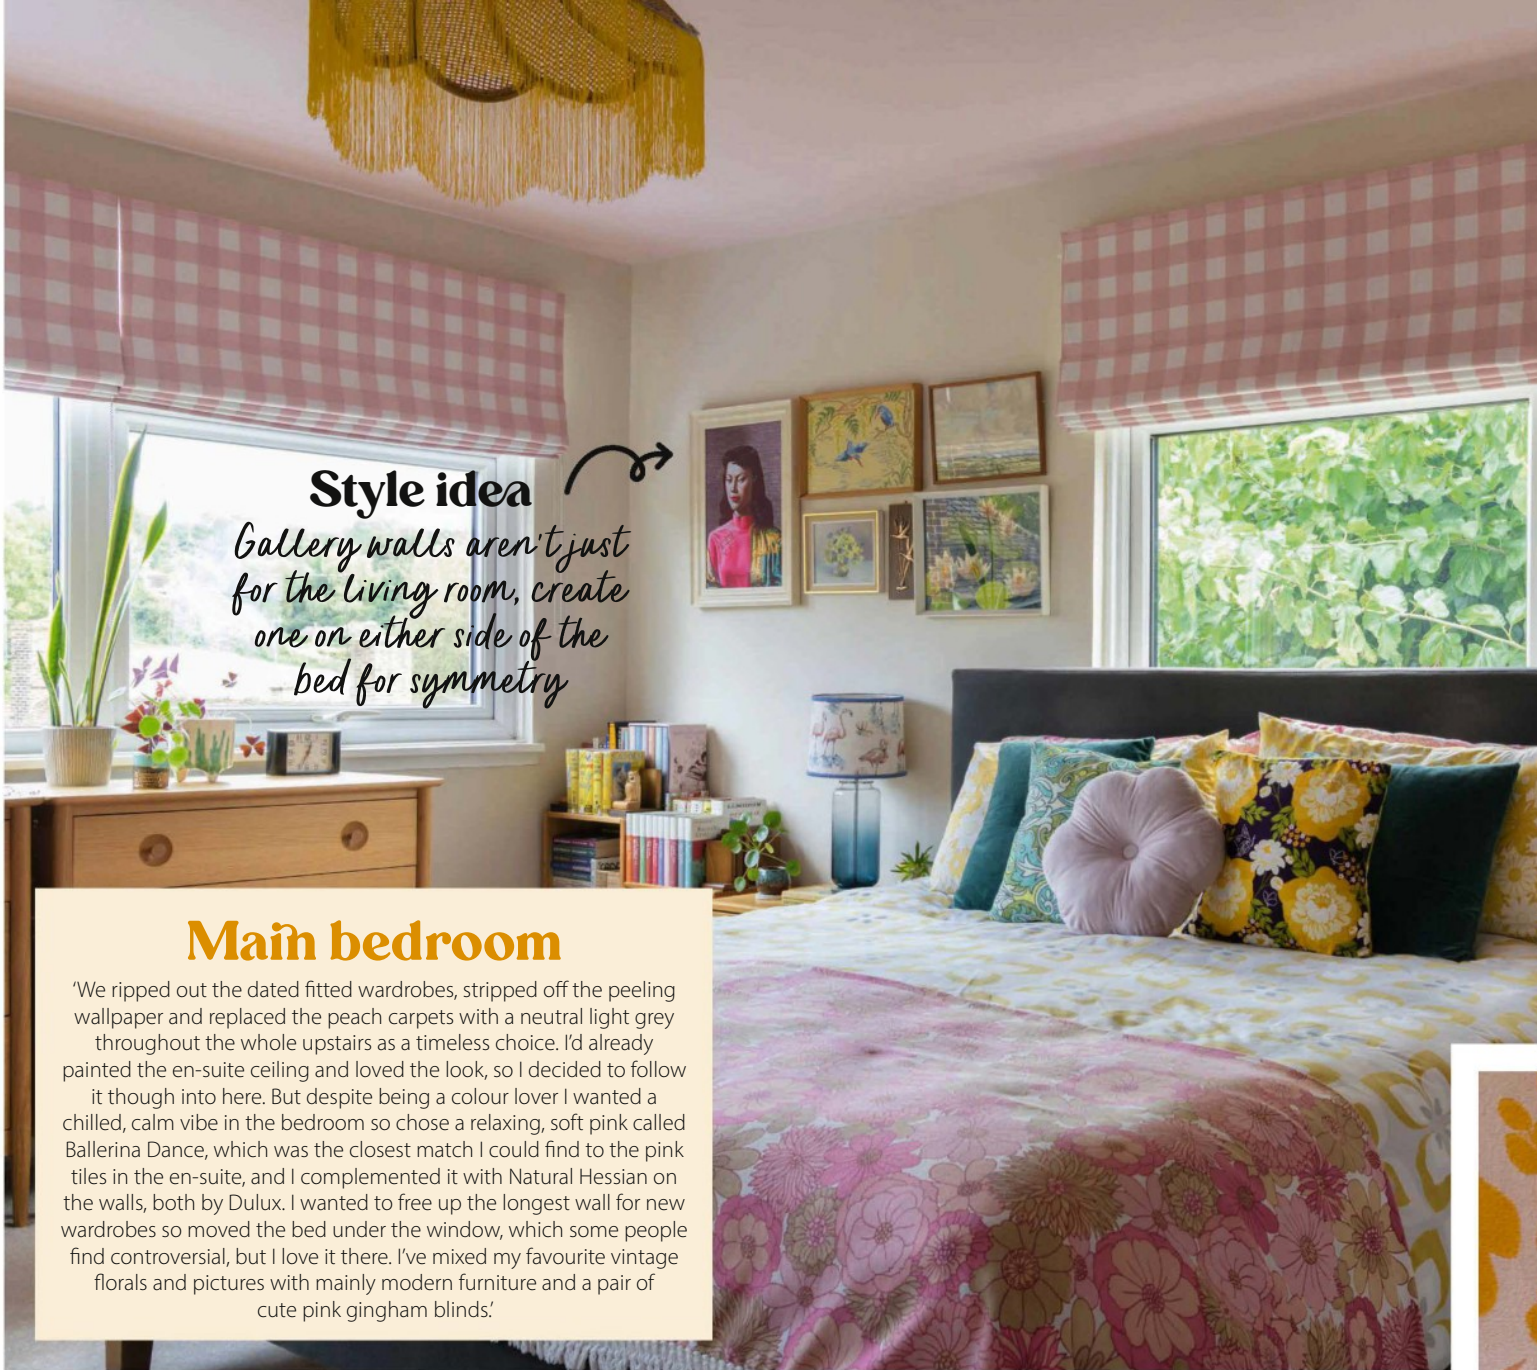 Style idea
Gallery walls aren't just
for the living room, create
one on either side of the
bed for symmetry
Main bedroom
‘We ripped out the dated fitted wardrobes, stripped off the peeling
wallpaper and replaced the peach carpets with a neutral light grey
throughout the whole upstairs as a timeless choice. I’d already
painted the en-suite ceiling and loved the look, so I decided to follow
it though into here. But despite being a colour lover I wanted a
chilled, calm vibe in the bedroom so chose a relaxing, soft pink called
Ballerina Dance, which was the closest match I could find to the pink
tiles in the en-suite, and I complemented it with Natural Hessian on
the walls, both by Dulux. I wanted to free up the longest wall for new
wardrobes so moved the bed under the window, which some people
find controversial, but I love it there. I’ve mixed my favourite vintage
florals and pictures with mainly modern furniture and a pair of
cute pink gingham blinds.’